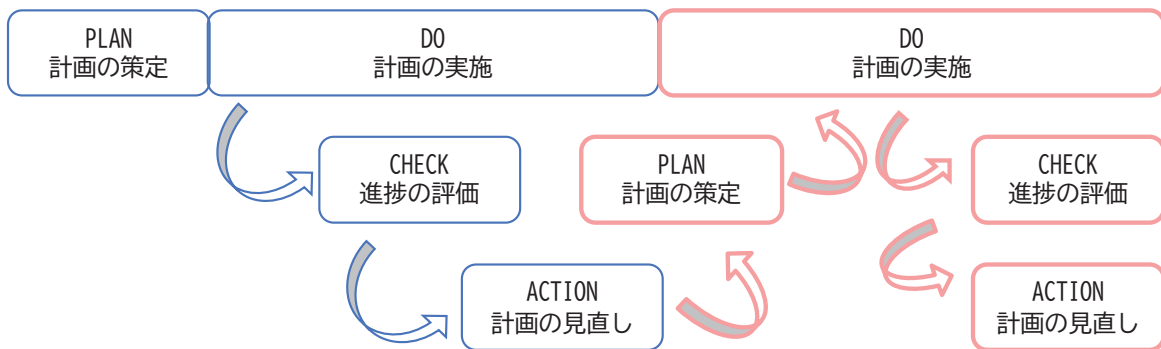 PLAN
計画の策定
DO
計画の実施
DO
計画の実施
CHECK
進捗の評価
PLAN
計画の策定
CHECK
進捗の評価
ACTION
計画の見直し
ACTION
計画の見直し